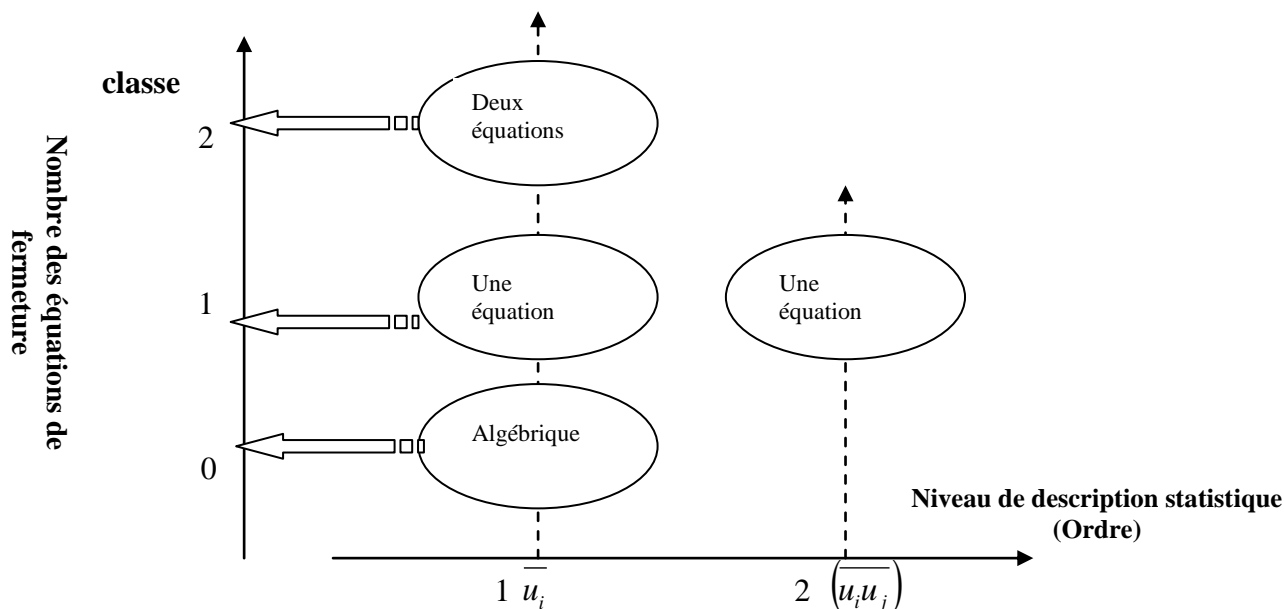 classe
Deux
équations
2
Nombre des équations de
fermeture
Une
équation
Une
équation
1
Algébrique
0
Niveau de description statistique
(Ordre)
1 \overline{u_i}
2 (\overline{u_i u_j})